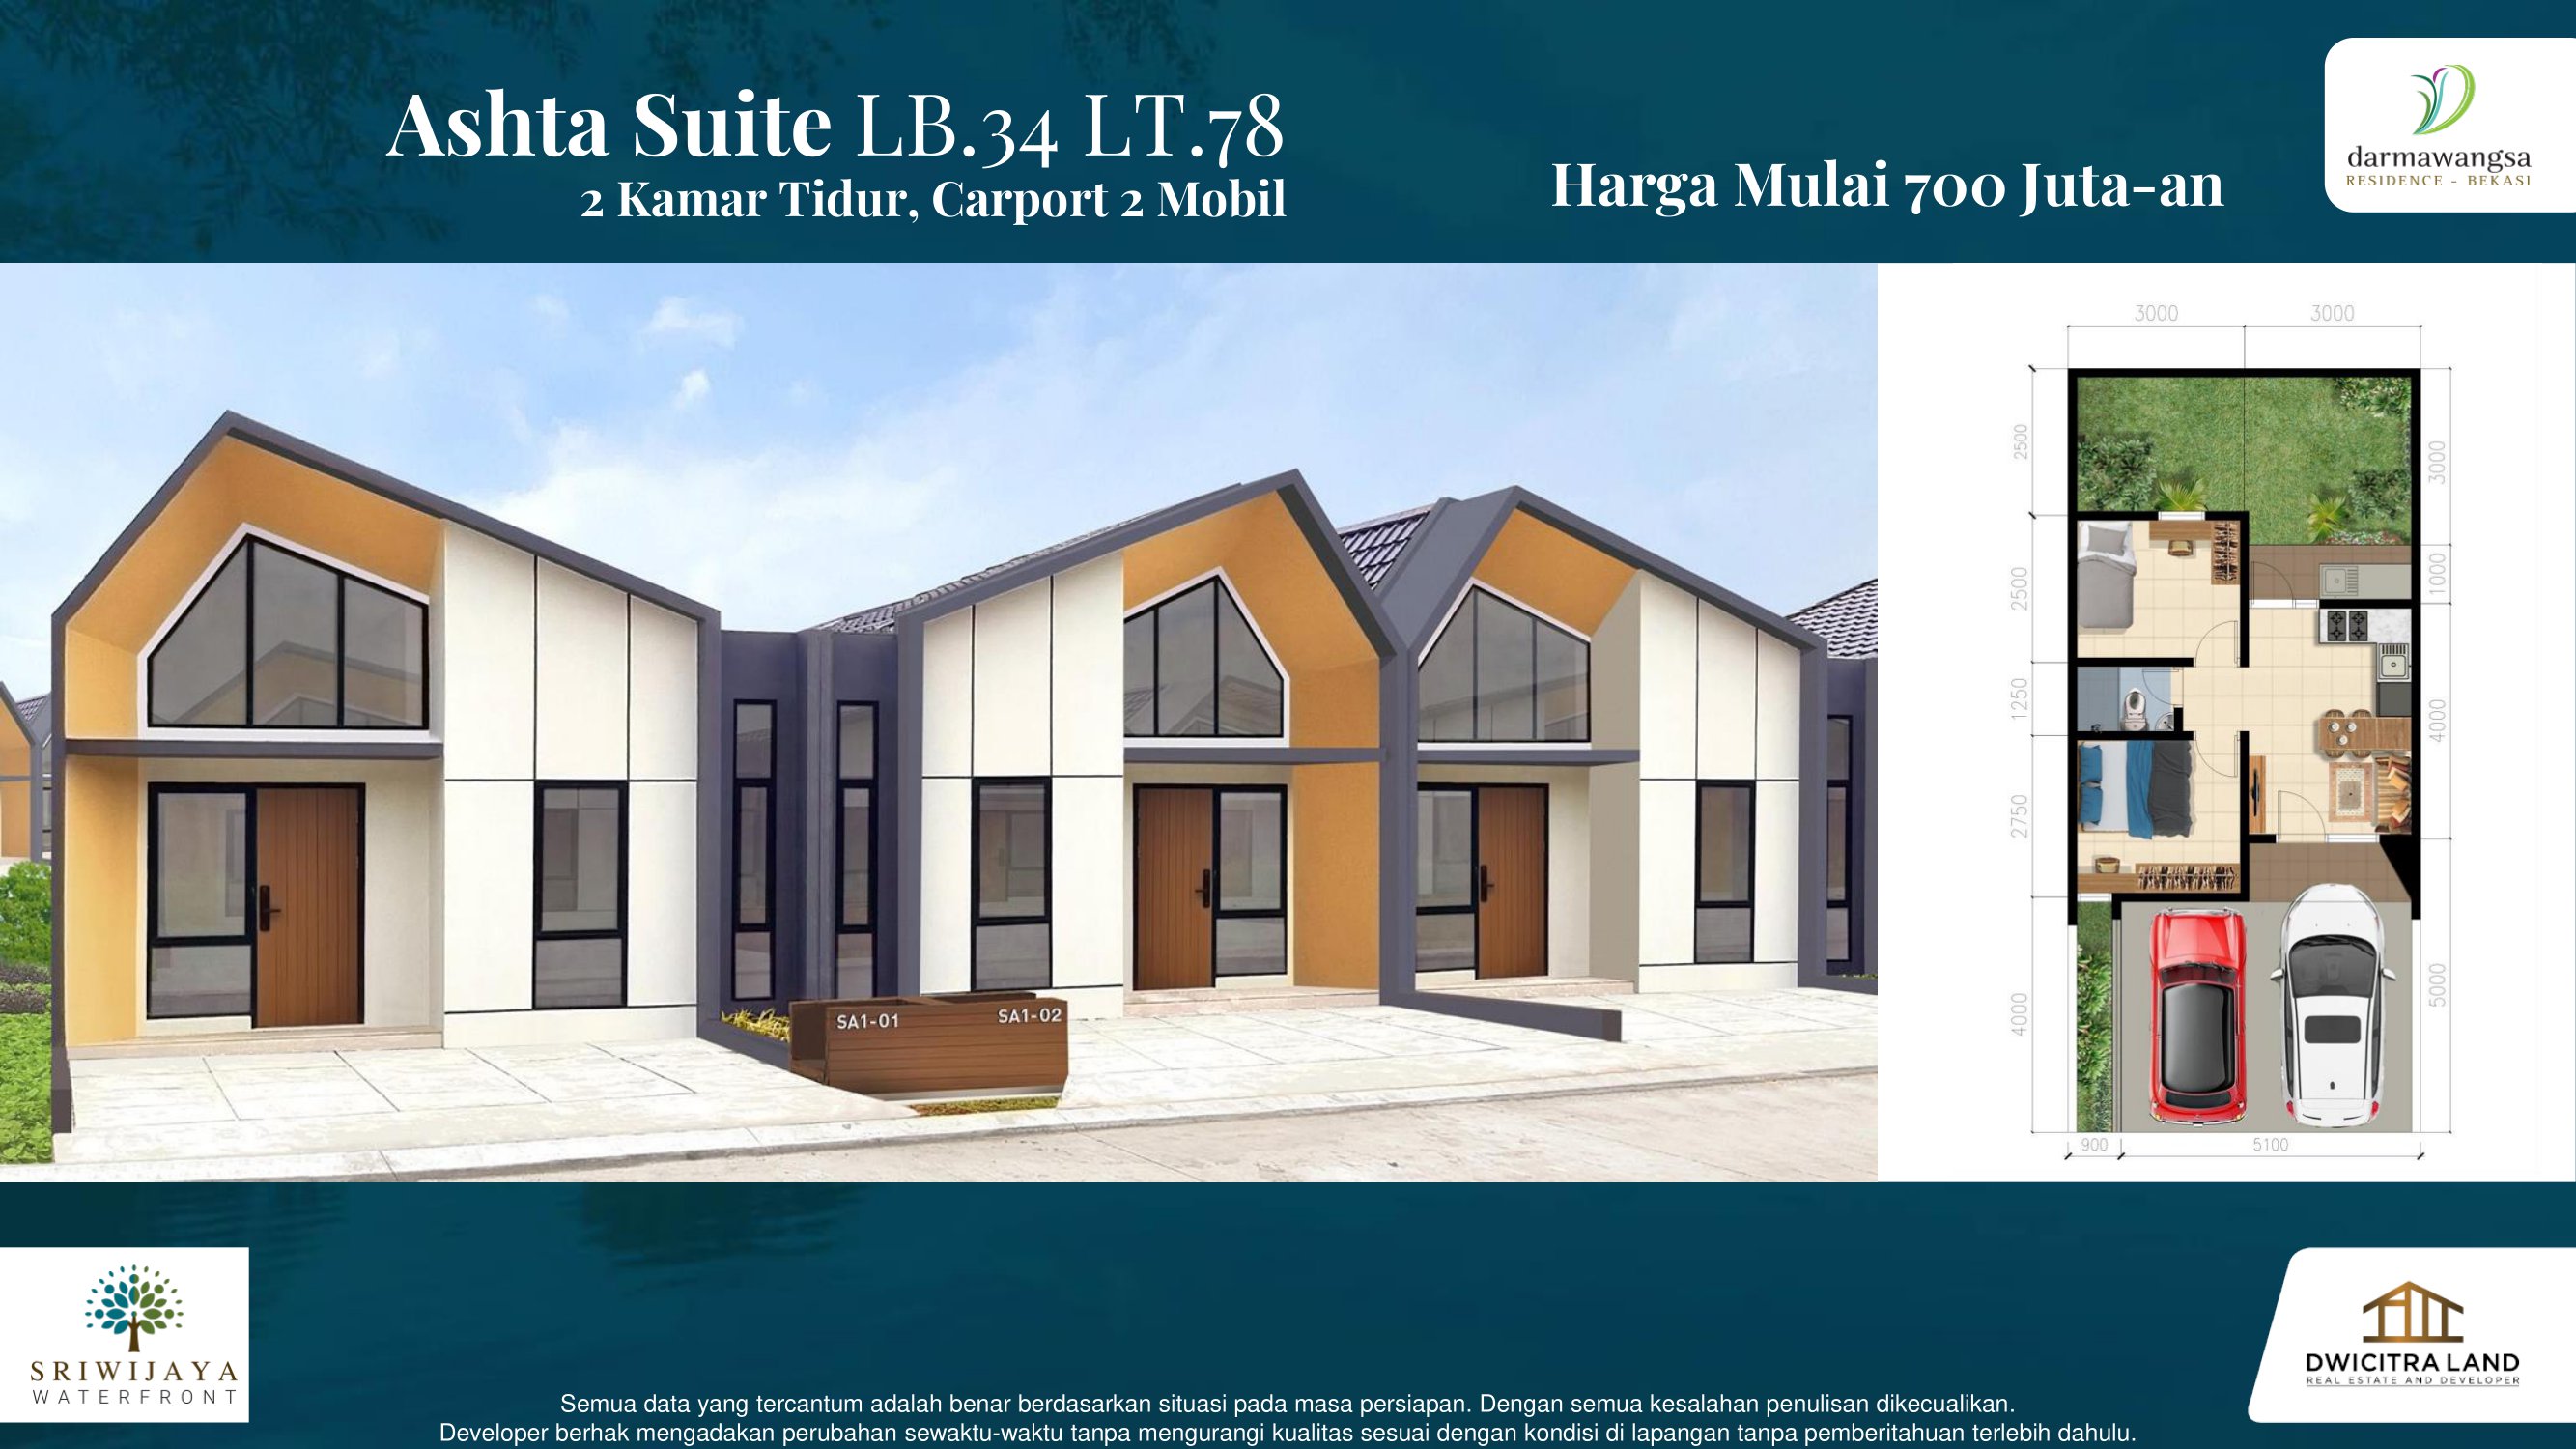 Ashta Suite LB.34 LT.78
2 Kamar Tidur, Carport 2 Mobil
Harga Mulai 700 Juta-an
darmawangsa
RESIDENCE - BEKASI
3000
3000
2500
3000
2500
1000
1250
4000
2750
4000
5000
900
5100
SA1-01
SA1-02
SRIWIJAYA
WATERFRONT
DWICITRA LAND
REAL ESTATE AND DEVELOPER
Semua data yang tercantum adalah benar berdasarkan situasi pada masa persiapan. Dengan semua kesalahan penulisan dikecualikan.
Developer berhak mengadakan perubahan sewaktu-waktu tanpa mengurangi kualitas sesuai dengan kondisi di lapangan tanpa pemberitahuan terlebih dahulu.